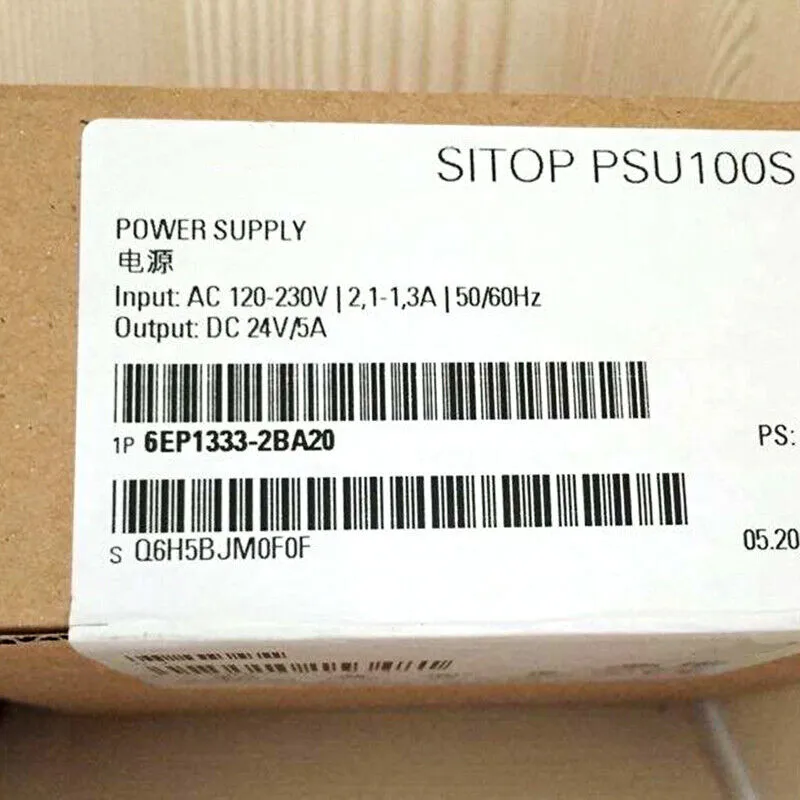 SITOP PSU100S
POWER SUPPLY
电源
Input: AC 120-230V | 2,1-1,3A | 50/60Hz
Output: DC 24V/5A
1P 6EP1333-2BA20
PS:
S Q6H5BJM0F0F
05.20